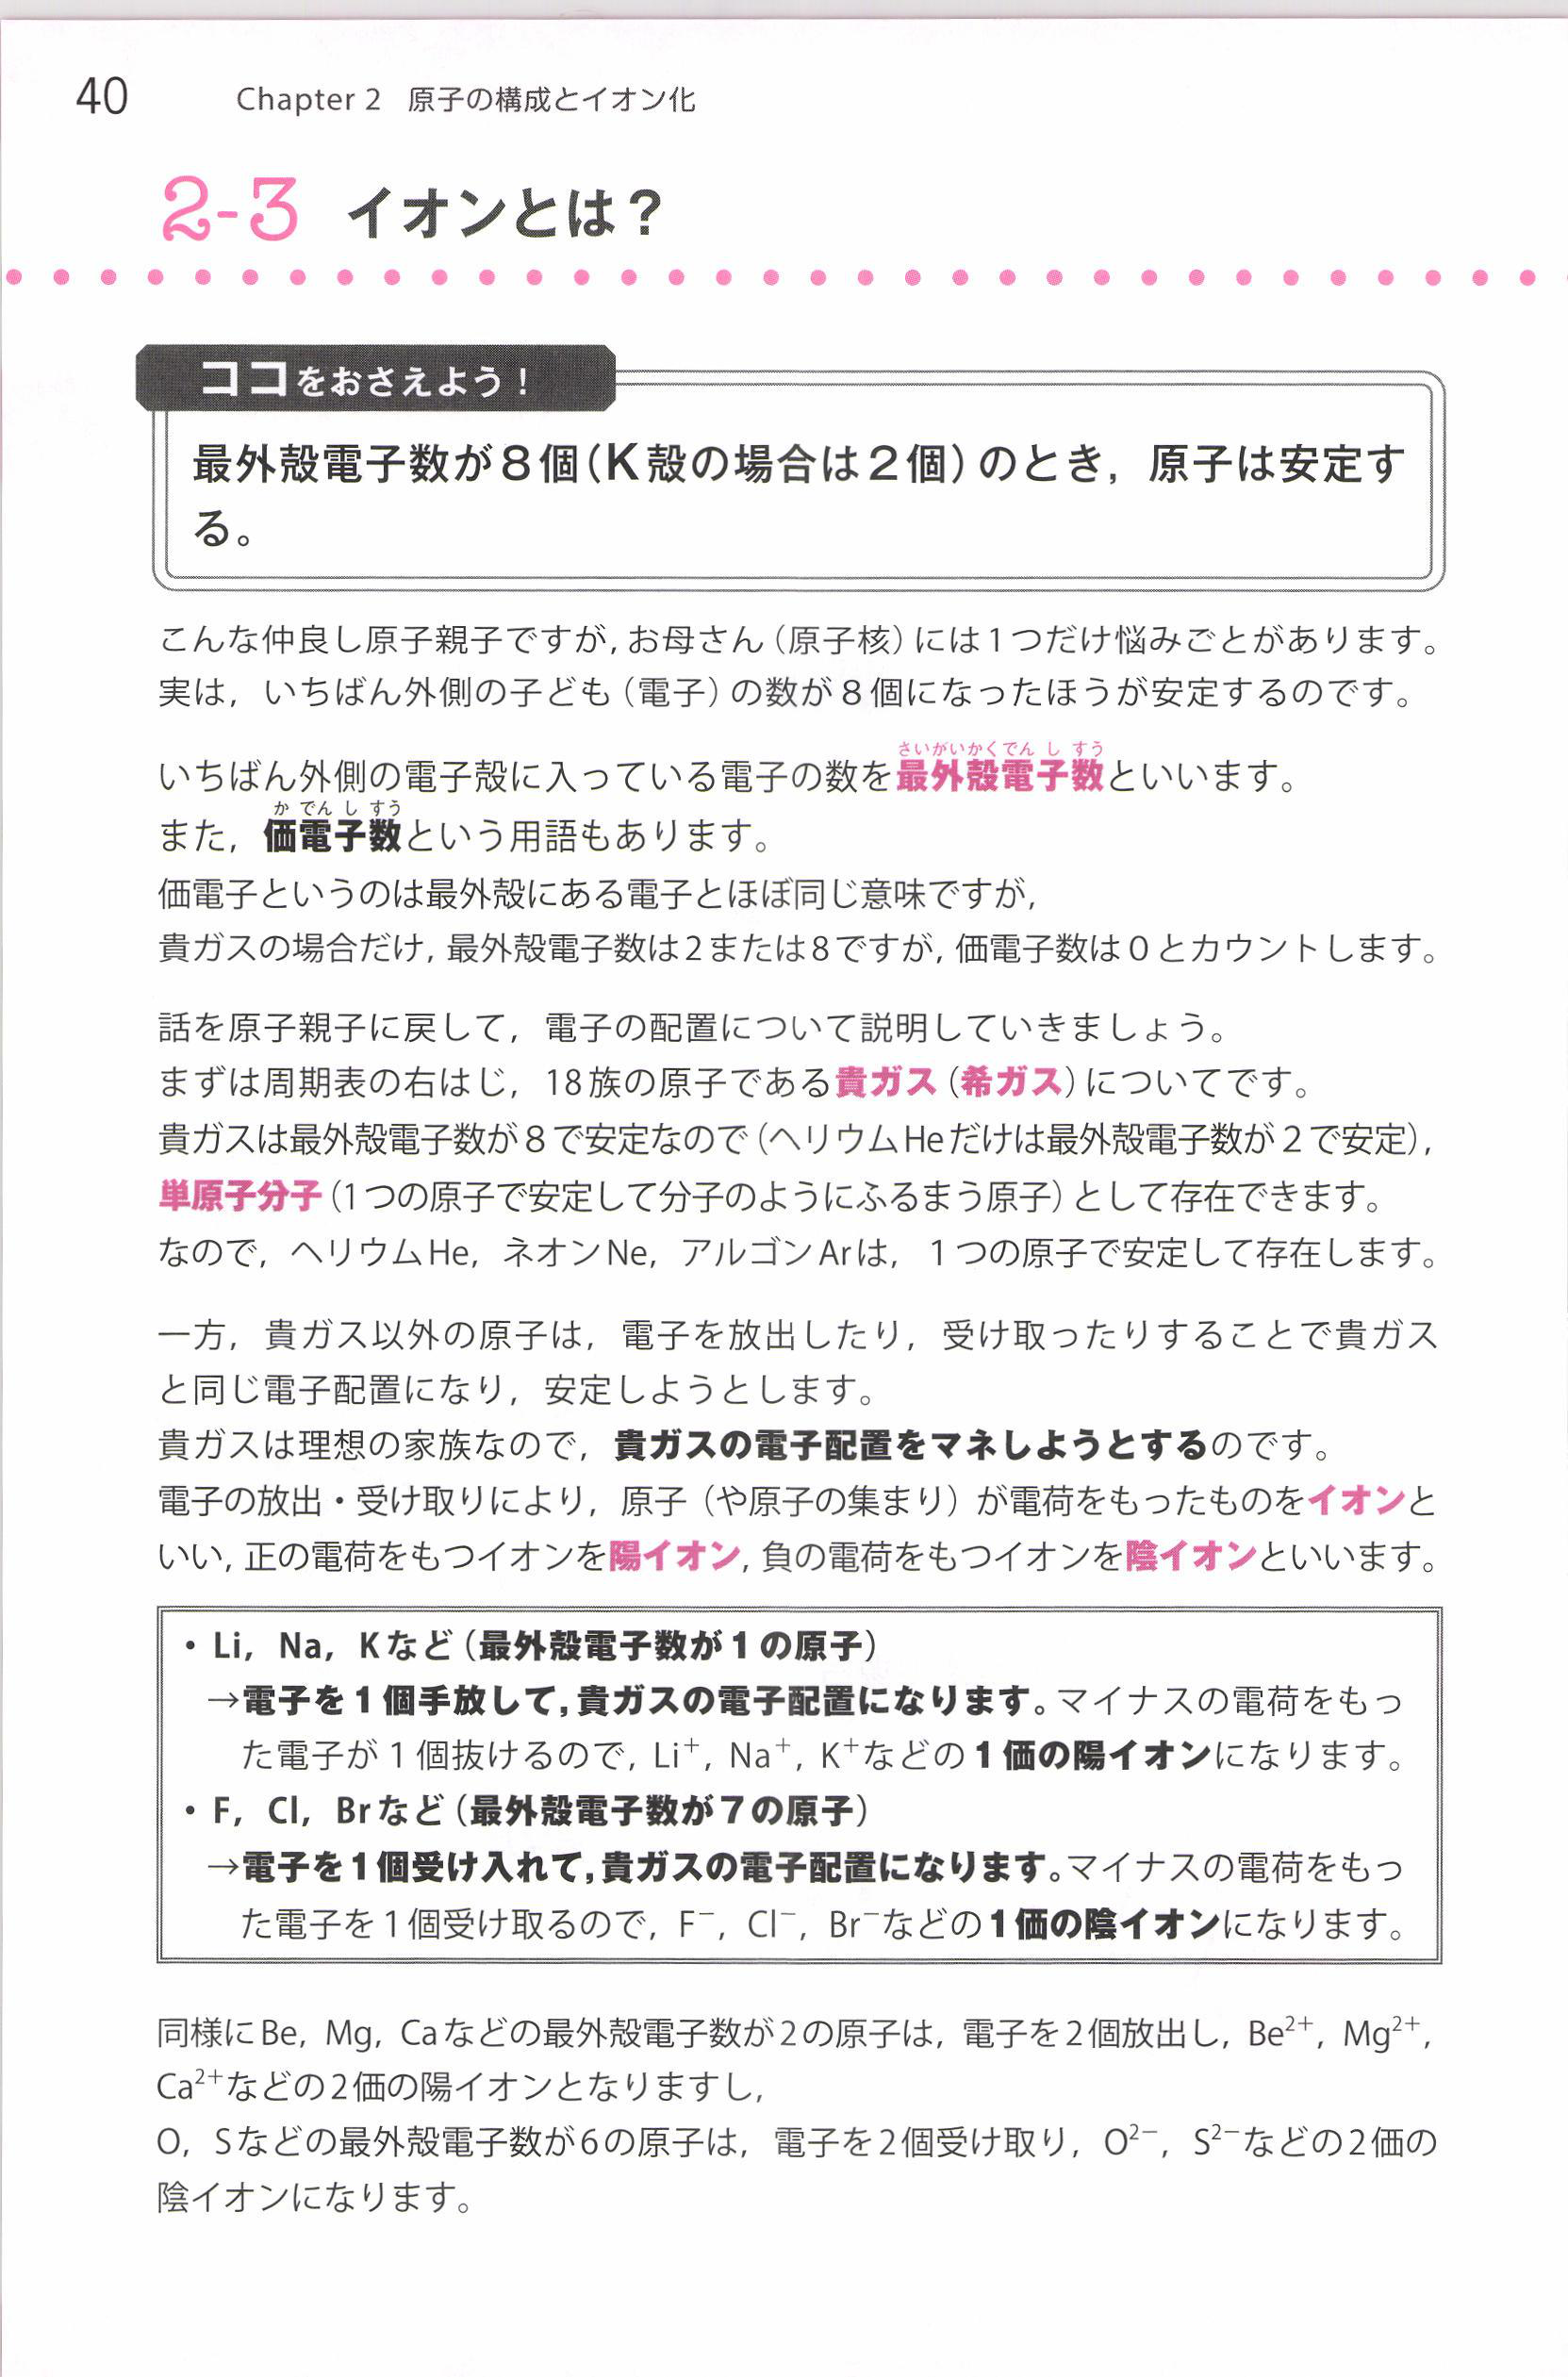 40
Chapter 2 原子の構成とイオン化
2-3 イオンとは？
ココをおさえよう！
最外殻電子数が8個(K殻の場合は2個)のとき，原子は安定す
る。
こんな仲良し原子親子ですが，お母さん（原子核）には1つだけ悩みごとがあります。
実は，いちばん外側の子ども（電子）の数が8個になったほうが安定するのです。
さいがいかくでんしすう
いちばん外側の電子殻に入っている電子の数を最外殻電子数といいます。
かでんしすう
また，価電子数という用語もあります。
価電子というのは最外殻にある電子とほぼ同じ意味ですが，
貴ガスの場合だけ，最外殻電子数は2または8ですが，価電子数は0とカウントします。
話を原子親子に戻して，電子の配置について説明していきましょう。
まずは周期表の右はじ，18族の原子である貴ガス（希ガス）についてです。
貴ガスは最外殻電子数が8で安定なので（ヘリウムHeだけは最外殻電子数が2で安定），
単原子分子（1つの原子で安定して分子のようにふるまう原子）として存在できます。
なので，ヘリウムHe，ネオンNe，アルゴンArは，1つの原子で安定して存在します。
一方，貴ガス以外の原子は，電子を放出したり，受け取ったりすることで貴ガス
と同じ電子配置になり，安定しようとします。
貴ガスは理想の家族なので，貴ガスの電子配置をマネしようとするのです。
電子の放出・受け取りにより，原子（や原子の集まり）が電荷をもったものをイオンと
いい，正の電荷をもつイオンを陽イオン，負の電荷をもつイオンを陰イオンといいます。
・Li，Na，Kなど（最外殻電子数が1の原子）
→電子を1個手放して，貴ガスの電子配置になります。マイナスの電荷をもっ
た電子が1個抜けるので，Li⁺，Na⁺，K⁺などの1価の陽イオンになります。
・F，Cl，Brなど（最外殻電子数が7の原子）
→電子を1個受け入れて，貴ガスの電子配置になります。マイナスの電荷をもっ
た電子を1個受け取るので，F⁻，Cl⁻，Br⁻などの1価の陰イオンになります。
同様にBe，Mg，Caなどの最外殻電子数が2の原子は，電子を2個放出し，Be²⁺，Mg²⁺，
Ca²⁺などの2価の陽イオンとなりますし，
O，Sなどの最外殻電子数が6の原子は，電子を2個受け取り，O²⁻，S²⁻などの2価の
陰イオンになります。